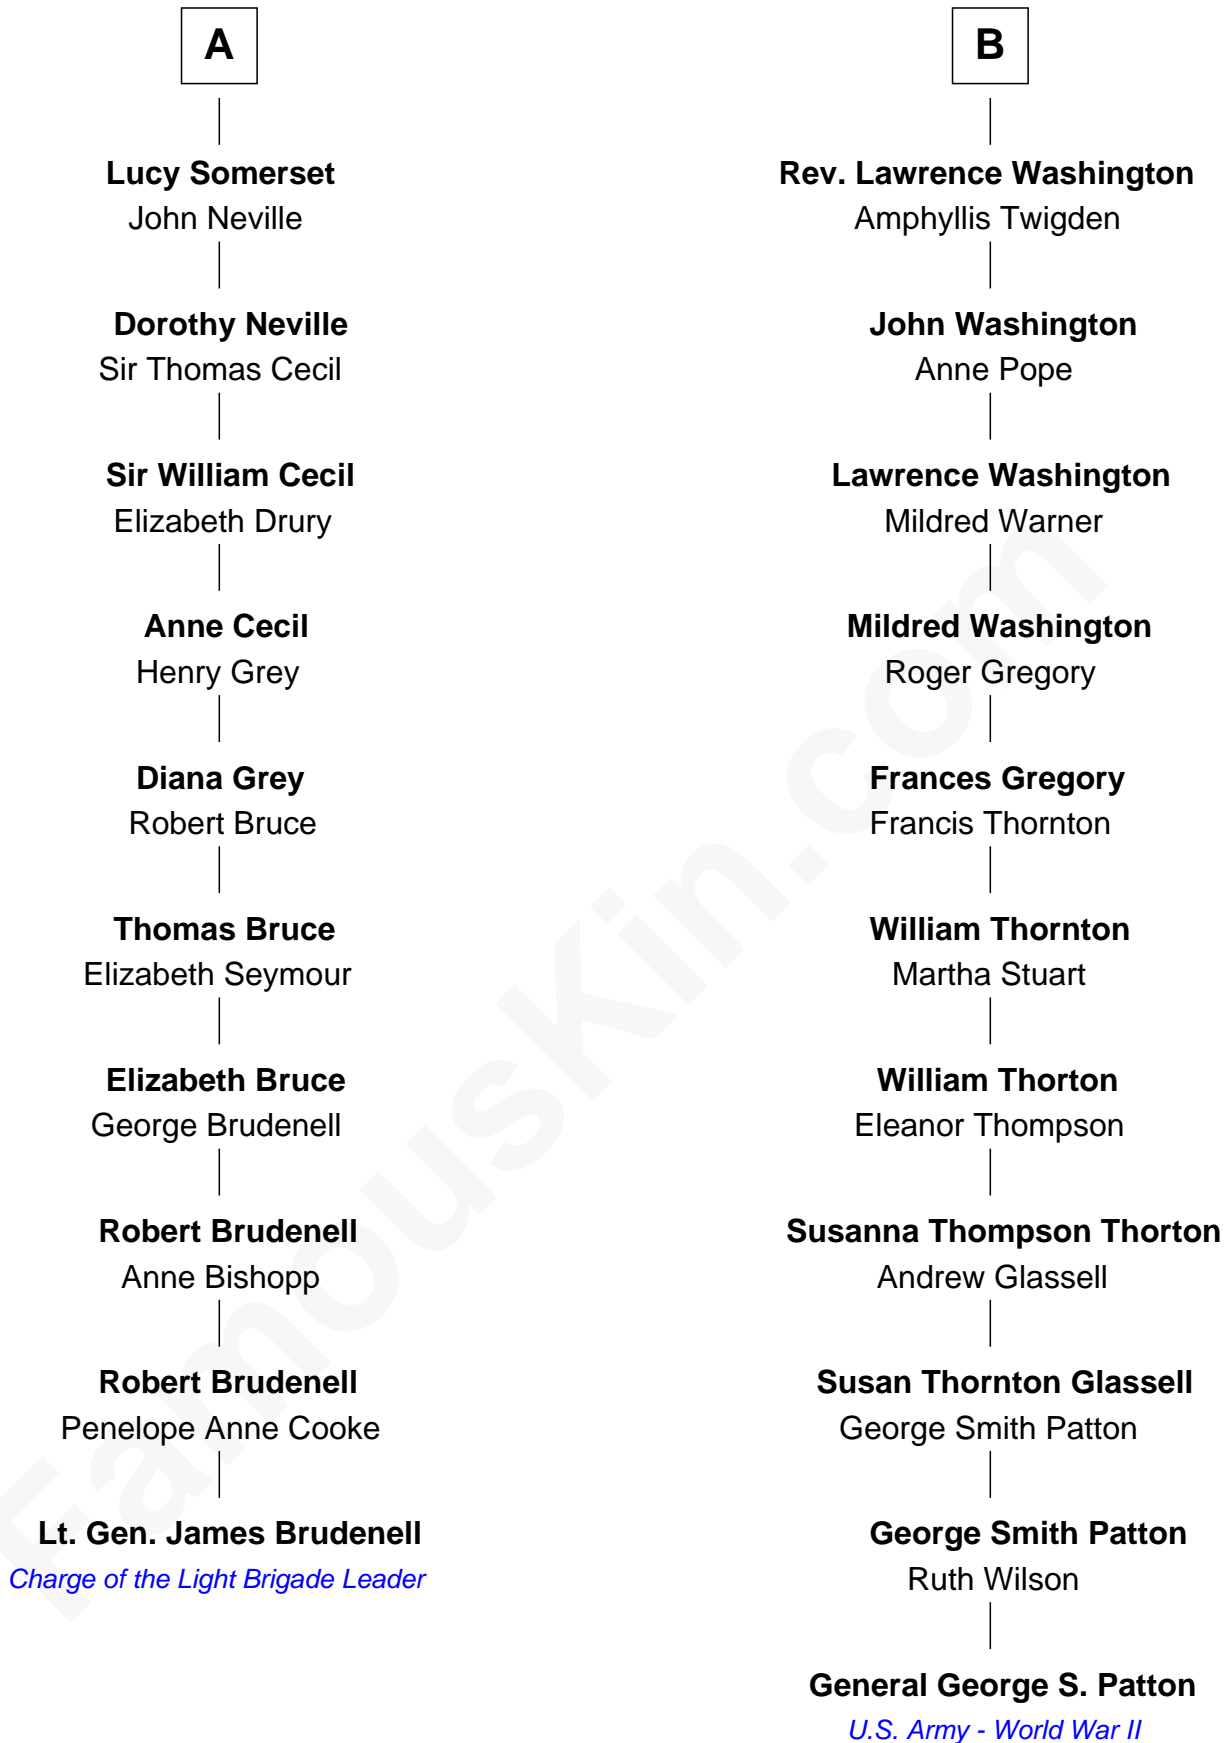 A
Lucy Somerset
John Neville
Dorothy Neville
Sir Thomas Cecil
Sir William Cecil
Elizabeth Drury
Anne Cecil
Henry Grey
Diana Grey
Robert Bruce
Thomas Bruce
Elizabeth Seymour
Elizabeth Bruce
George Brudenell
Robert Brudenell
Anne Bishopp
Robert Brudenell
Penelope Anne Cooke
Lt. Gen. James Brudenell
Charge of the Light Brigade Leader
B
Rev. Lawrence Washington
Amphyllis Twigden
John Washington
Anne Pope
Lawrence Washington
Mildred Warner
Mildred Washington
Roger Gregory
Frances Gregory
Francis Thornton
William Thornton
Martha Stuart
William Thorton
Eleanor Thompson
Susanna Thompson Thorton
Andrew Glassell
Susan Thornton Glassell
George Smith Patton
George Smith Patton
Ruth Wilson
General George S. Patton
U.S. Army - World War II
FamousKin.com